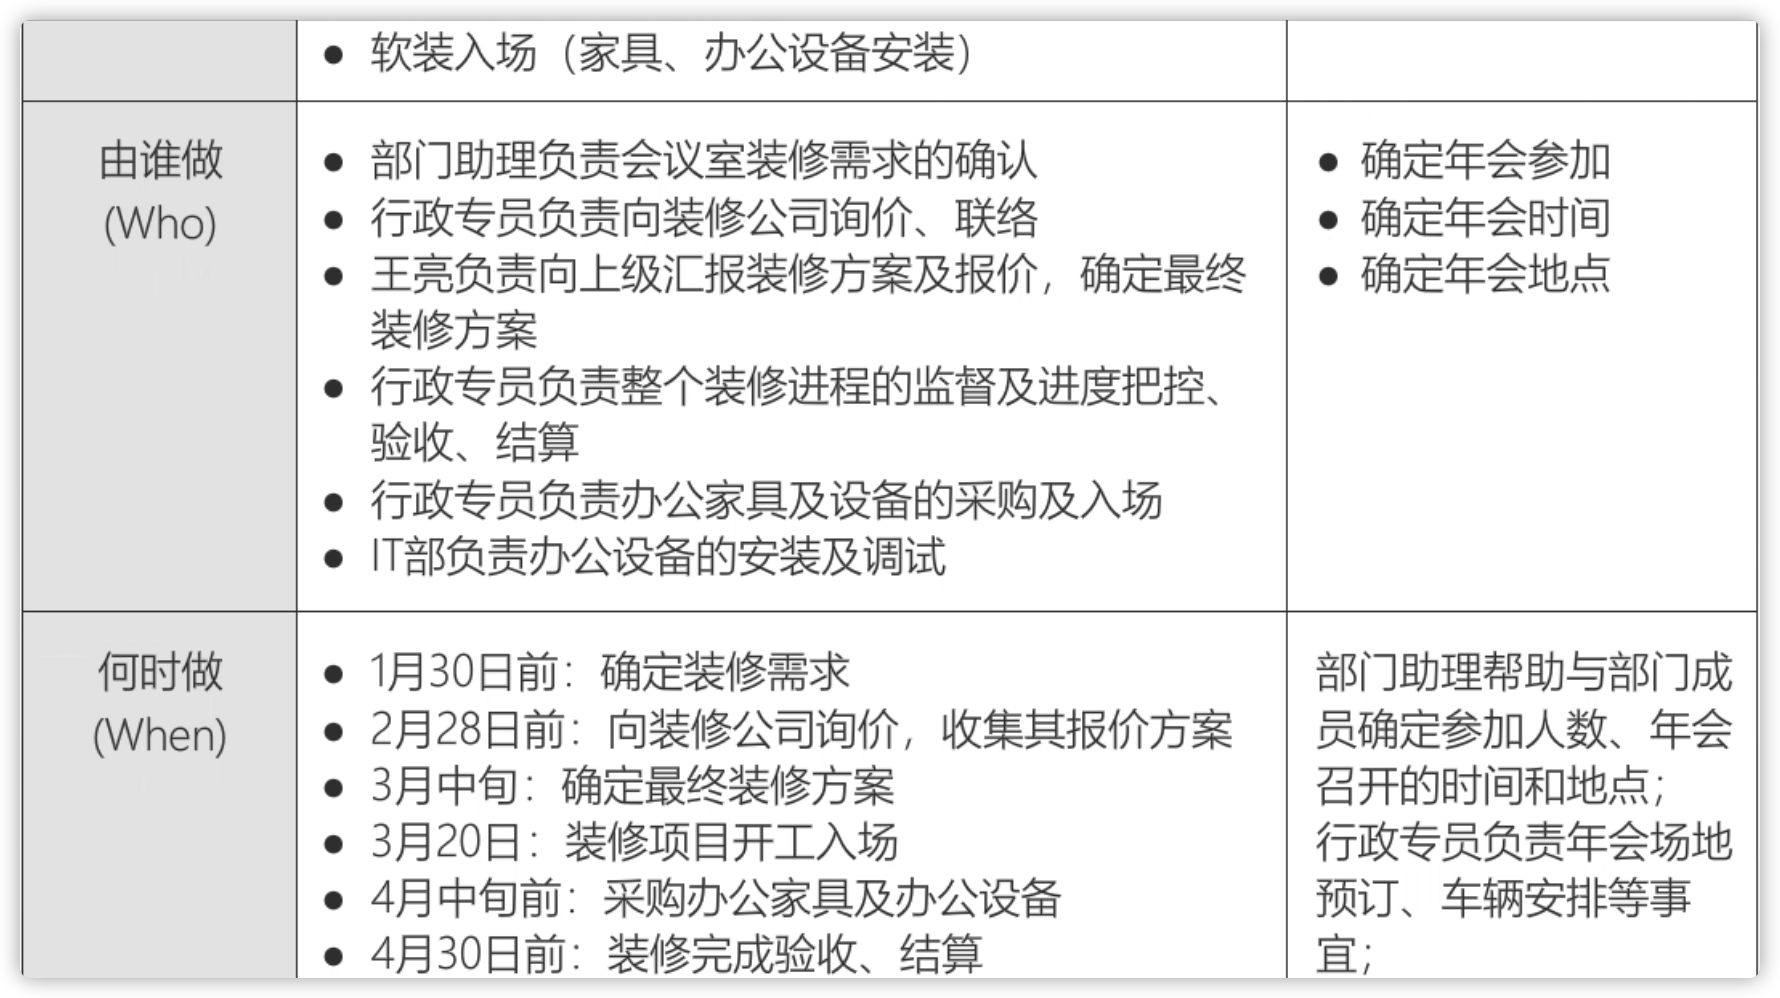 软装入场（家具、办公设备安装）
由谁做
(Who)
部门助理负责会议室装修需求的确认
行政专员负责向装修公司询价、联络
王亮负责向上级汇报装修方案及报价，确定最终
装修方案
行政专员负责整个装修进程的监督及进度把控、
验收、结算
行政专员负责办公家具及设备的采购及入场
IT部负责办公设备的安装及调试
确定年会参加
确定年会时间
确定年会地点
何时做
(When)
1月30日前：确定装修需求
2月28日前：向装修公司询价，收集其报价方案
3月中旬：确定最终装修方案
3月20日：装修项目开工入场
4月中旬前：采购办公家具及办公设备
4月30日前：装修完成验收、结算
部门助理帮助与部门成
员确定参加人数、年会
召开的时间和地点；
行政专员负责年会场地
预订、车辆安排等事
宜；